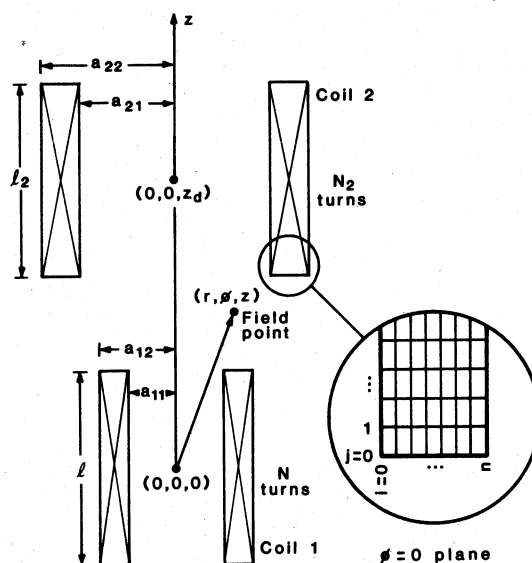 z
a22
a21
Coil 2
ℓ2
N2
turns
(0,0,zd)
(r,ø,z)
Field
point
a12
a11
ℓ
(0,0,0)
N
turns
Coil 1
⋮
1
j=0
i=0
...
n
ø=0 plane